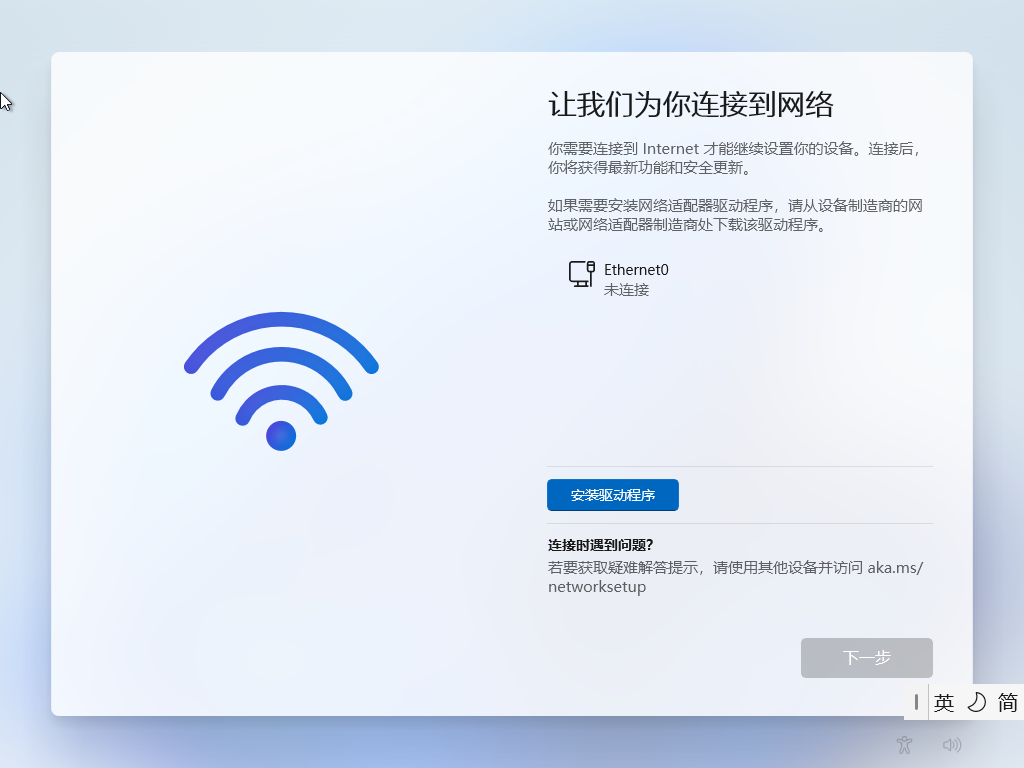 让我们为你连接到网络
你需要连接到 Internet 才能继续设置你的设备。连接后，
你将获得最新功能和安全更新。
如果需要安装网络适配器驱动程序，请从设备制造商的网
站或网络适配器制造商处下载该驱动程序。
Ethernet0
未连接
安装驱动程序
连接时遇到问题?
若要获取疑难解答提示，请使用其他设备并访问 aka.ms/
networksetup
下一步
英 简